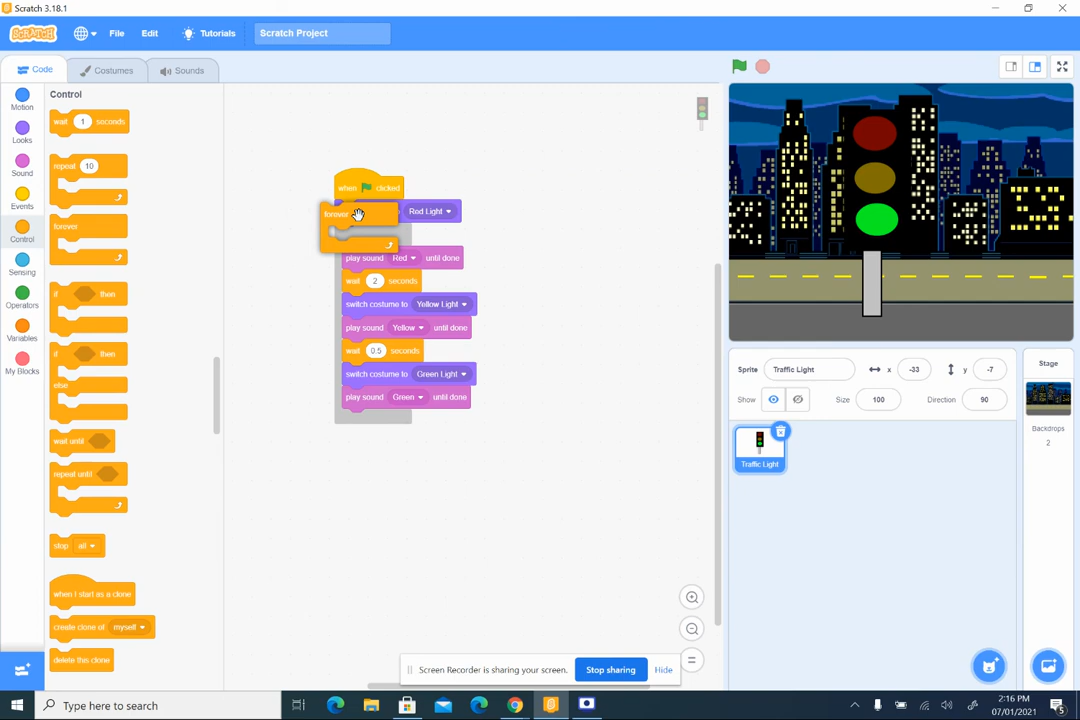 Scratch 3.18.1
SCRATCH
File
Edit
Tutorials
Scratch Project
Code
Costumes
Sounds
Motion
Looks
Sound
Events
Control
Sensing
Operators
Variables
My Blocks
Control
wait 1 seconds
repeat 10
forever
if then
if then
else
wait until
repeat until
stop all
when I start as a clone
create clone of myself
delete this clone
when clicked
Red Light
forever
play sound Red until done
wait 2 seconds
switch costume to Yellow Light
play sound Yellow until done
wait 0.5 seconds
switch costume to Green Light
play sound Green until done
Sprite
Traffic Light
x
-33
y
-7
Show
Size
100
Direction
90
Traffic Light
Stage
Backdrops
2
Screen Recorder is sharing your screen.
Stop sharing
Hide
Type here to search
2:16 PM
07/01/2021
5